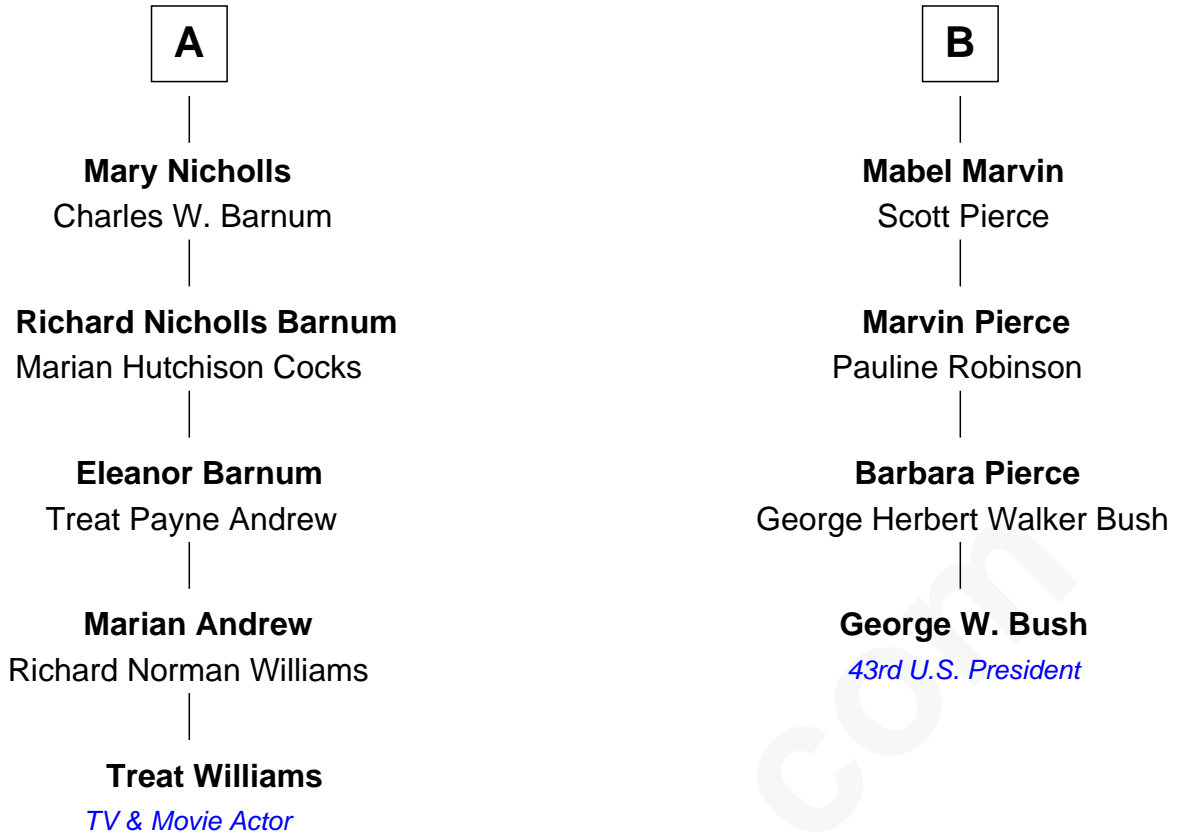 A
Mary Nicholls
Charles W. Barnum
Richard Nicholls Barnum
Marian Hutchison Cocks
Eleanor Barnum
Treat Payne Andrew
Marian Andrew
Richard Norman Williams
Treat Williams
TV & Movie Actor
B
Mabel Marvin
Scott Pierce
Marvin Pierce
Pauline Robinson
Barbara Pierce
George Herbert Walker Bush
George W. Bush
43rd U.S. President
com